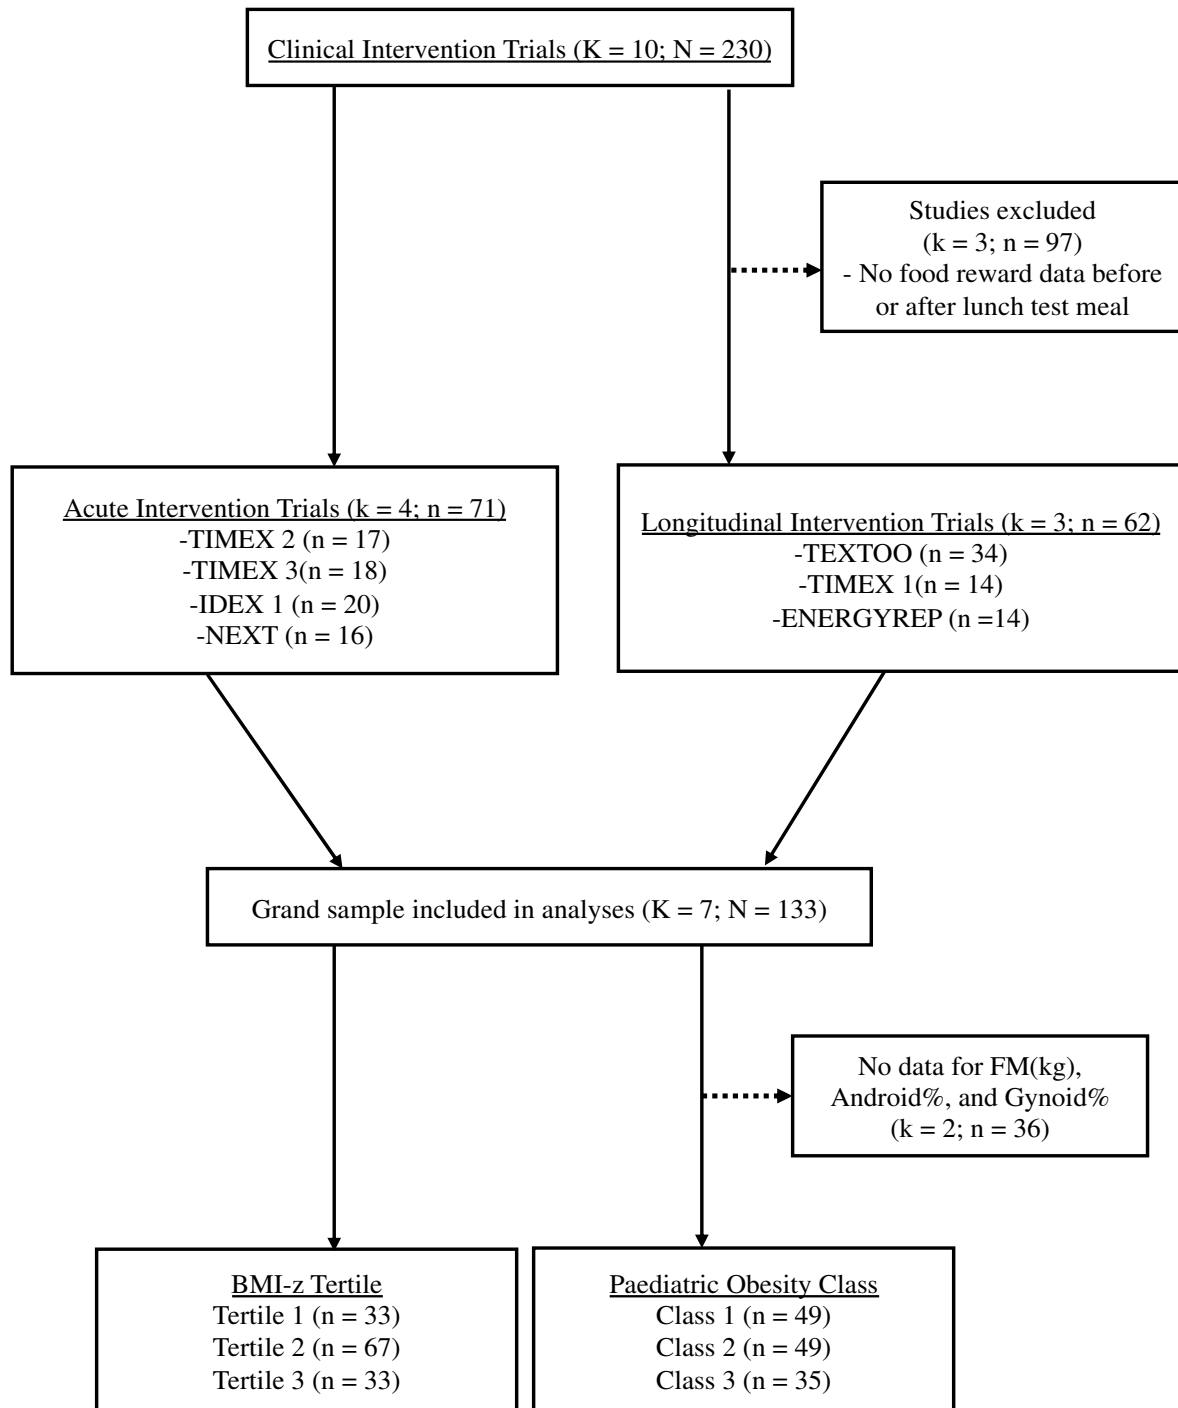 Clinical Intervention Trials (K = 10; N = 230)
Studies excluded
(k = 3; n = 97)
- No food reward data before
or after lunch test meal
Acute Intervention Trials (k = 4; n = 71)
-TIMEX 2 (n = 17)
-TIMEX 3(n = 18)
-IDEX 1 (n = 20)
-NEXT (n = 16)
Longitudinal Intervention Trials (k = 3; n = 62)
-TEXTOO (n = 34)
-TIMEX 1(n = 14)
-ENERGYREP (n =14)
Grand sample included in analyses (K = 7; N = 133)
No data for FM(kg),
Android%, and Gynoid%
(k = 2; n = 36)
BMI-z Tertile
Tertile 1 (n = 33)
Tertile 2 (n = 67)
Tertile 3 (n = 33)
Paediatric Obesity Class
Class 1 (n = 49)
Class 2 (n = 49)
Class 3 (n = 35)